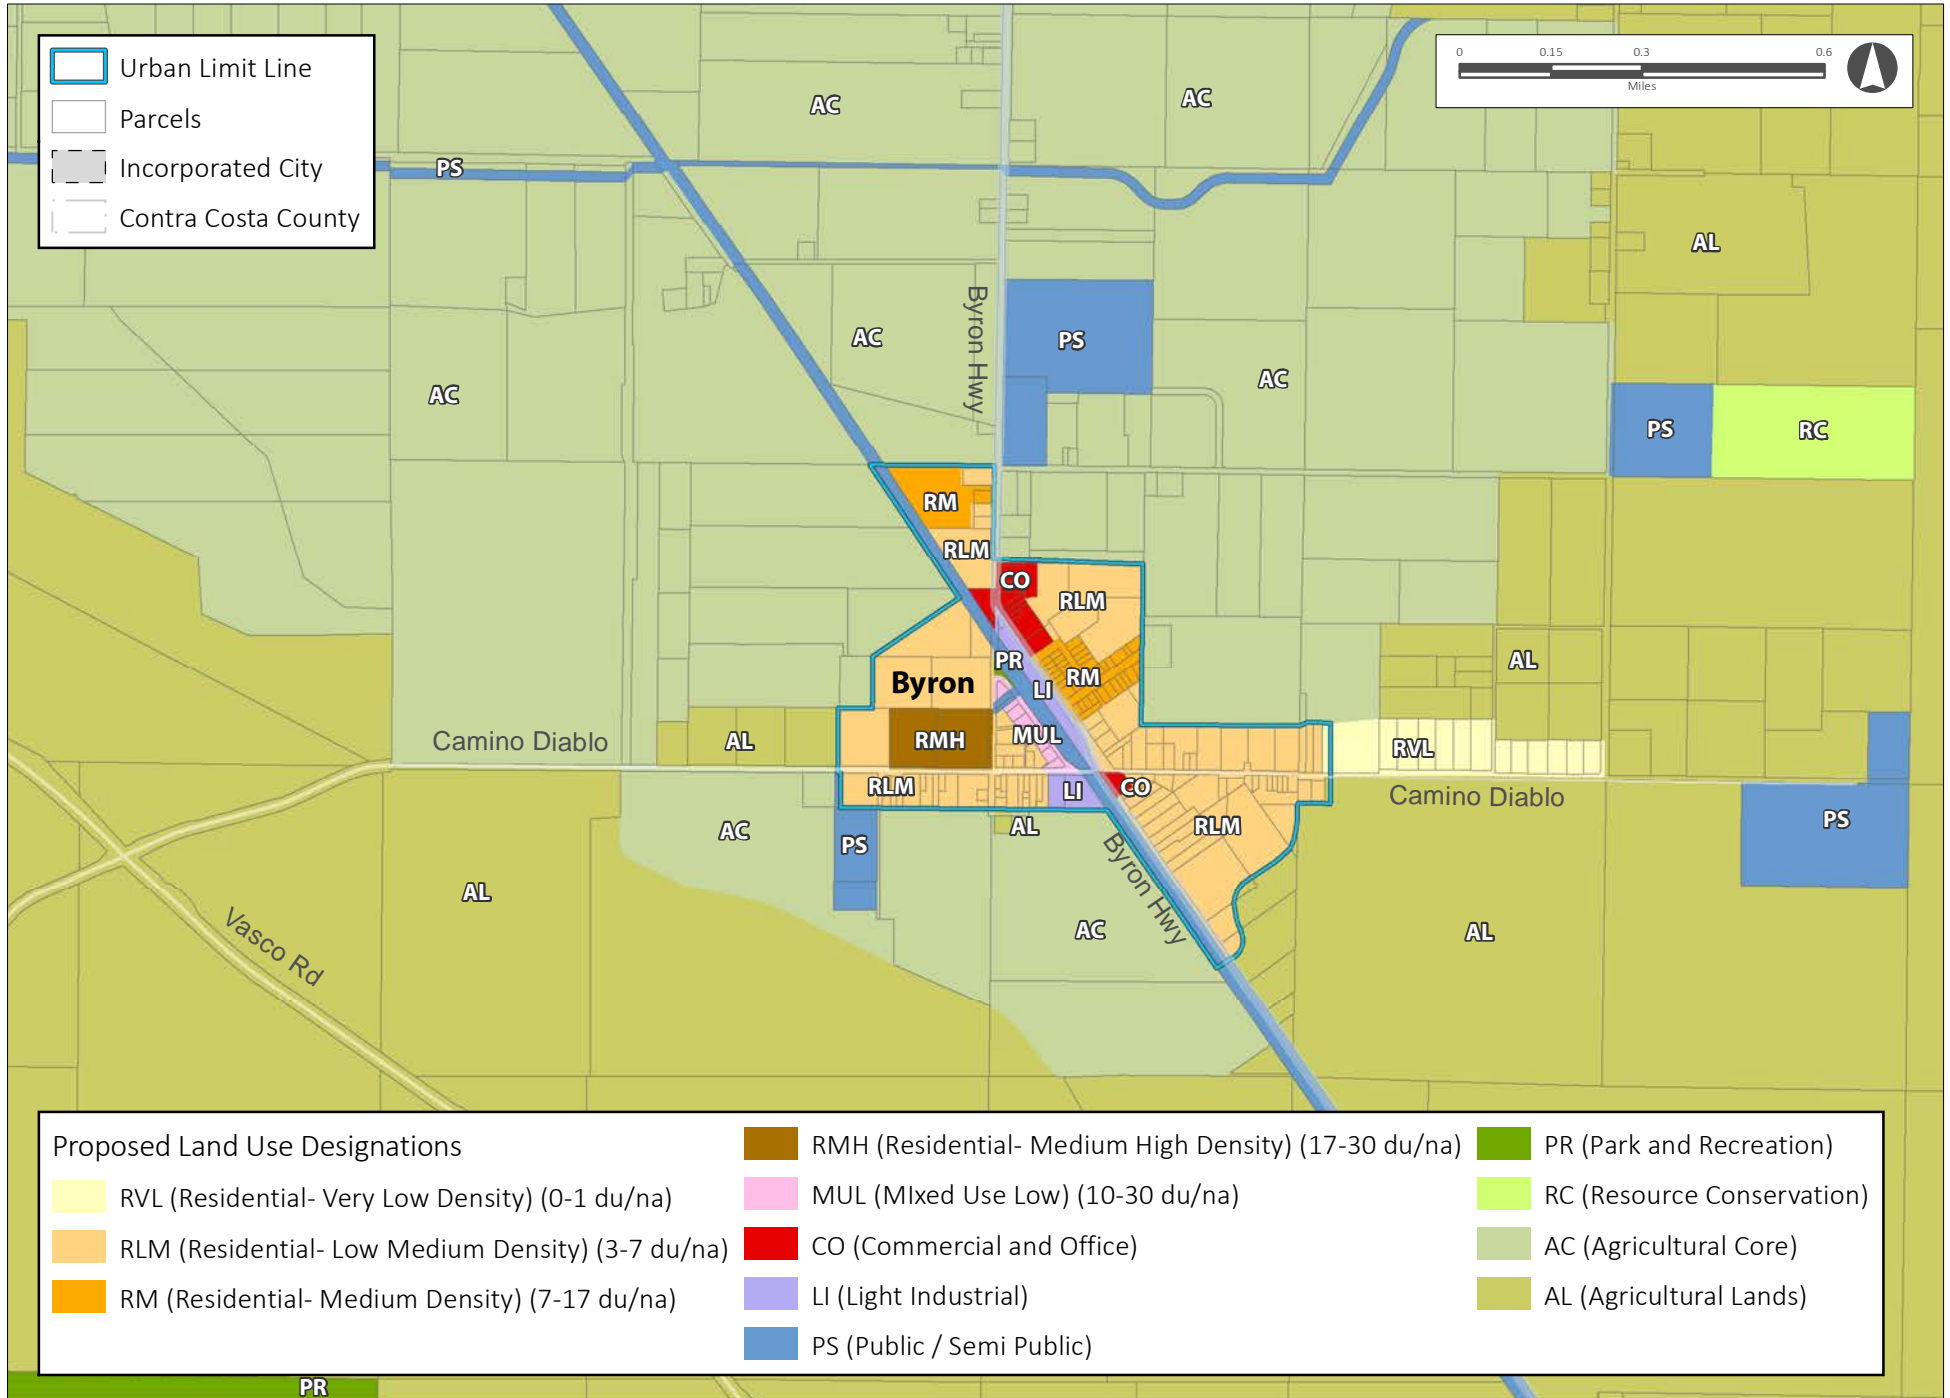 Urban Limit Line
Parcels
Incorporated City
Contra Costa County
0 0.15 0.3 0.6
Miles
AC
AC
PS
AL
Byron Hwy
AC
PS
AC
AC
PS
RC
RM
RLM
CO
RLM
PR
AL
RM
Byron
LI
MUL
RMH
Camino Diablo
AL
RVL
RLM
LI
CO
Camino Diablo
PS
AL
RLM
AC
PS
Byron Hwy
AL
Vasco Rd
AC
AL
Proposed Land Use Designations
RVL (Residential- Very Low Density) (0-1 du/na)
RLM (Residential- Low Medium Density) (3-7 du/na)
RM (Residential- Medium Density) (7-17 du/na)
RMH (Residential- Medium High Density) (17-30 du/na)
MUL (MIxed Use Low) (10-30 du/na)
CO (Commercial and Office)
LI (Light Industrial)
PS (Public / Semi Public)
PR (Park and Recreation)
RC (Resource Conservation)
AC (Agricultural Core)
AL (Agricultural Lands)
PR